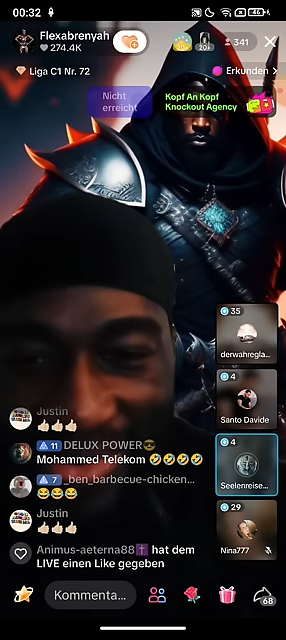 00:32
46
Flexabrenyah
274.4K
20+
341
Liga C1 Nr. 72
Erkunden >
Nicht
erreicht
Kopf An Kopf
Knockout Agency
35
derwahregla...
4
Santo Davide
4
Seelenreise...
29
Nina777
Justin
👍🏻👍🏻👍🏻👍🏻
11 DELUX POWER😎
Mohammed Telekom 🤣🤣🤣🤣
7 _ben_barbecue-chicken...
😂😂😂
Justin
👍🏻👍🏻👍🏻👍🏻
Animus-aeterna88✝️ hat dem
LIVE einen Like gegeben
Kommenta...
68